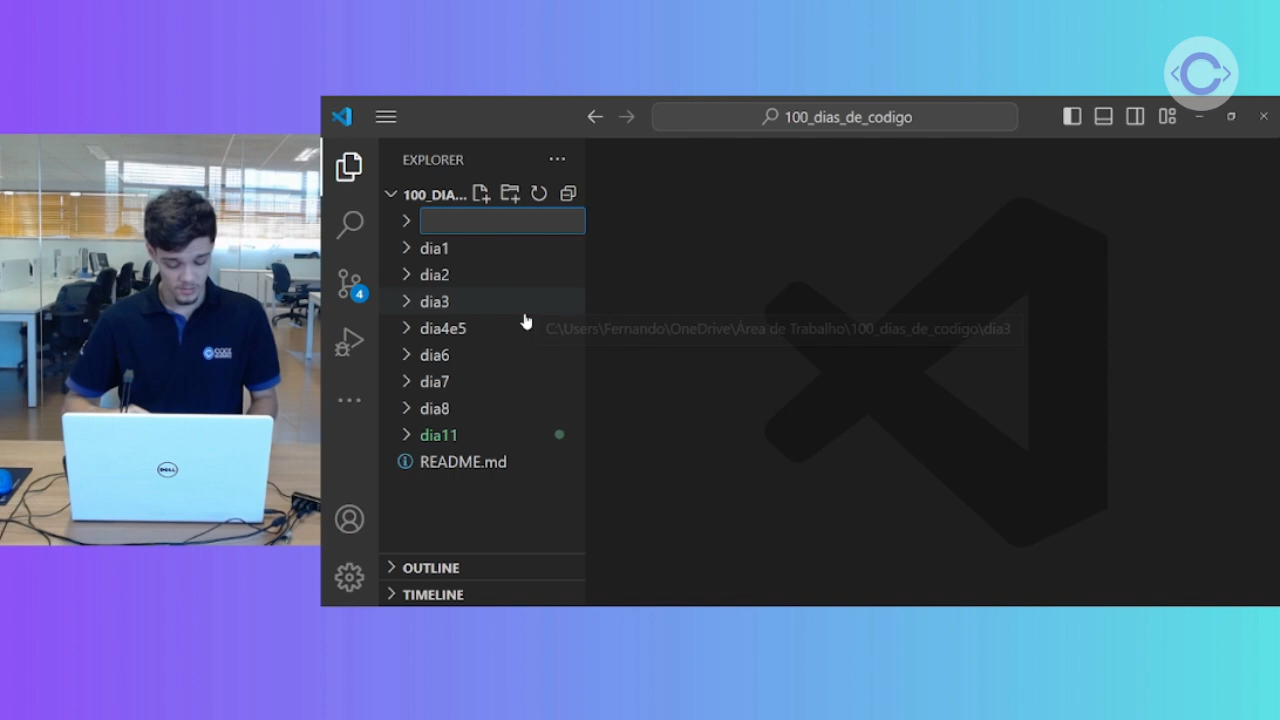 100_dias_de_codigo
EXPLORER
100_DIA...
dia1
dia2
dia3
dia4e5
C:\Users\Fernando\OneDrive\Área de Trabalho\100_dias_de_codigo\dia3
dia6
dia7
dia8
dia11
README.md
4
OUTLINE
TIMELINE
DELL